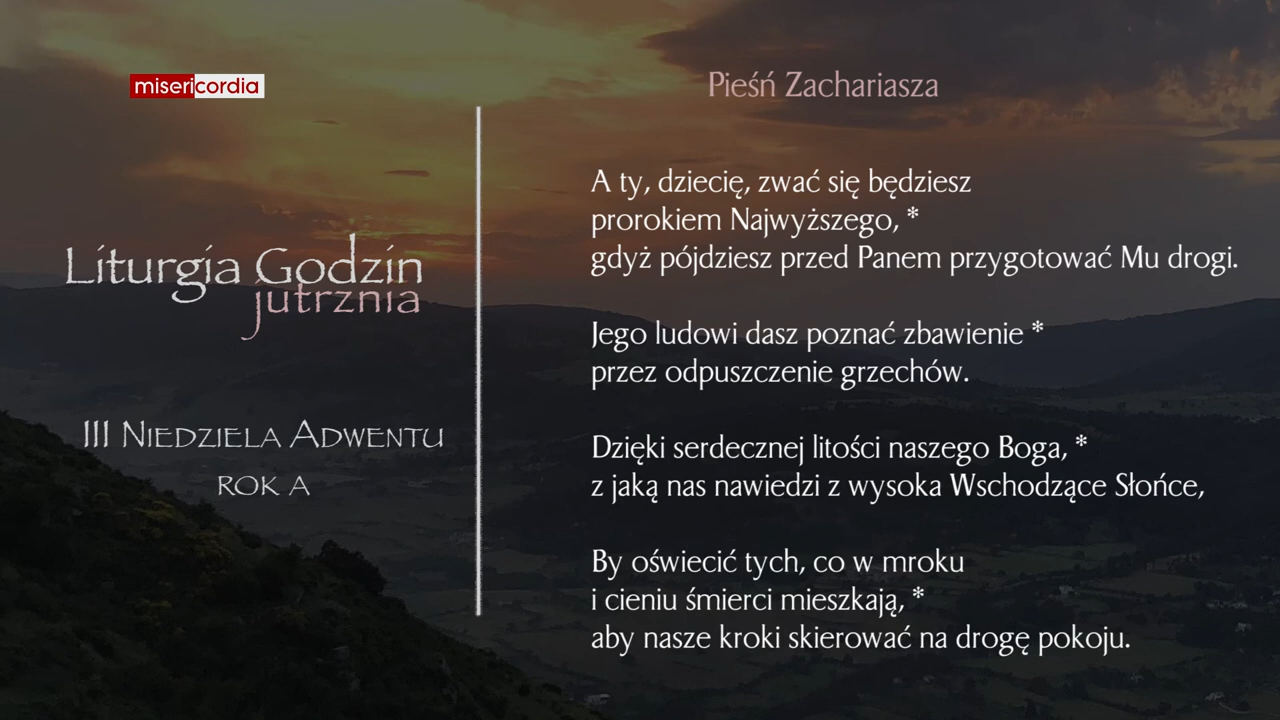 misericordia
Liturgia Godzin
jutrznia
III Niedziela Adwentu
rok A
Pieśń Zachariasza
A ty, dziecię, zwać się będziesz
prorokiem Najwyższego, *
gdyż pójdziesz przed Panem przygotować Mu drogi.
Jego ludowi dasz poznać zbawienie *
przez odpuszczenie grzechów.
Dzięki serdecznej litości naszego Boga, *
z jaką nas nawiedzi z wysoka Wschodzące Słońce,
By oświecić tych, co w mroku
i cieniu śmierci mieszkają, *
aby nasze kroki skierować na drogę pokoju.